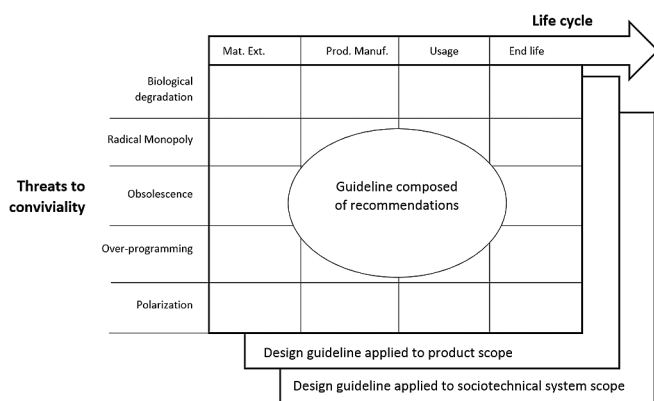 Life cycle
Mat. Ext.
Prod. Manuf.
Usage
End life
Biological
degradation
Radical Monopoly
Threats to
conviviality
Obsolescence
Over-programming
Polarization
Guideline composed
of recommendations
Design guideline applied to product scope
Design guideline applied to sociotechnical system scope